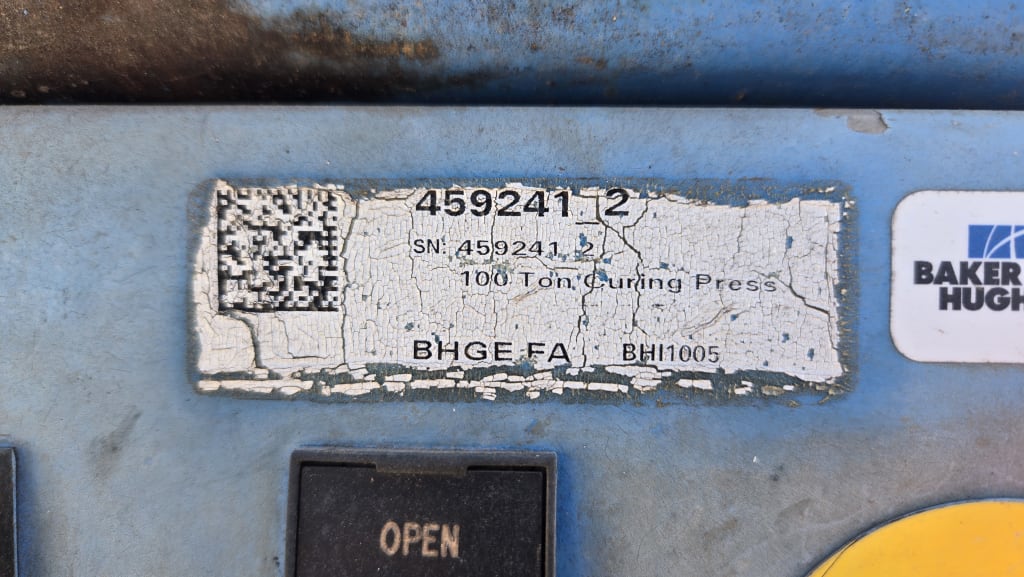 459241_2
SN: 459241_2
100 Ton Curing Press
BHGE FA BHI1005
BAKER
HUGH
OPEN